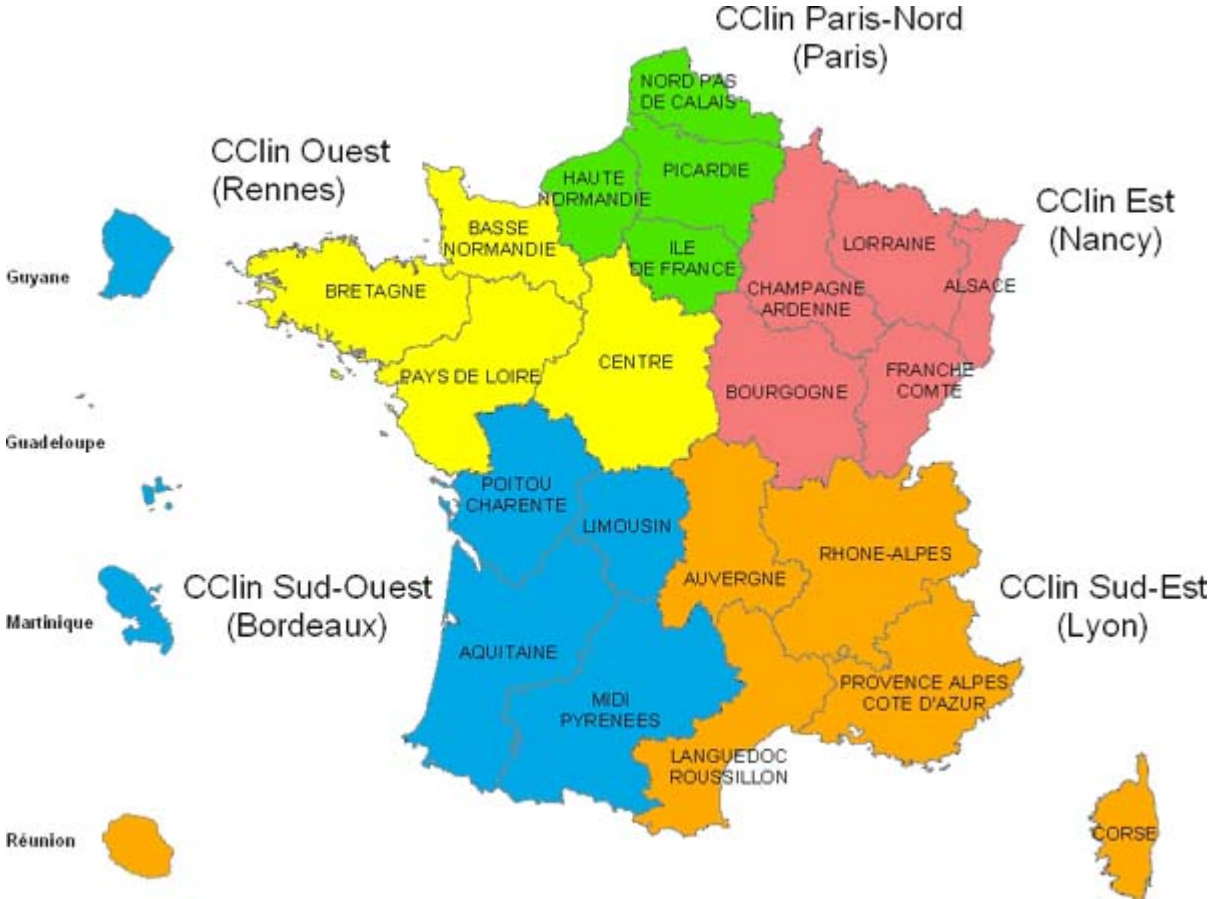 CClin Paris-Nord
(Paris)
NORD PAS
DE CALAIS
CClin Ouest
(Rennes)
HAUTE
NORMANDIE
PICARDIE
CClin Est
(Nancy)
BASSE
NORMANDIE
ILE
DE FRANCE
LORRAINE
Guyane
BRETAGNE
CHAMPAGNE
ARDENNE
ALSACE
PAYS DE LOIRE
CENTRE
BOURGOGNE
FRANCHE
COMTE
Guadeloupe
POITOU
CHARENTE
LIMOUSIN
RHONE-ALPES
AUVERGNE
CClin Sud-Ouest
(Bordeaux)
CClin Sud-Est
(Lyon)
Martinique
AQUITAINE
MIDI
PYRENEES
PROVENCE ALPES
COTE D'AZUR
LANGUEDOC
ROUSSILLON
Réunion
CORSE